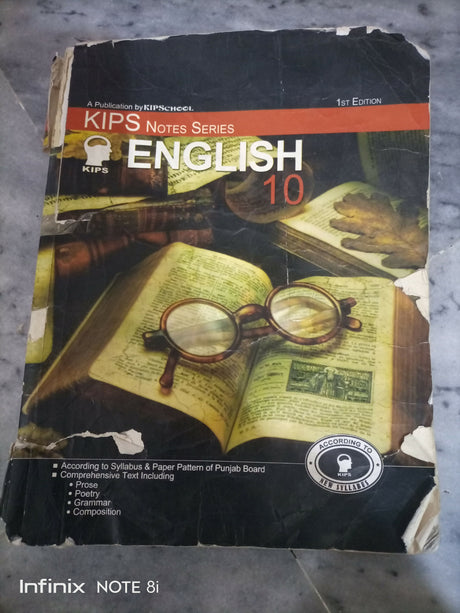 A Publication by KIPSCHOOL
1ST EDITION
KIPS NOTES SERIES
KIPS
ENGLISH
10
According to Syllabus & Paper Pattern of Punjab Board
Comprehensive Text Including
• Prose
• Poetry
• Grammar
• Composition
ACCORDING TO
KIPS
NEW SYLLABUS
Infinix NOTE 8i